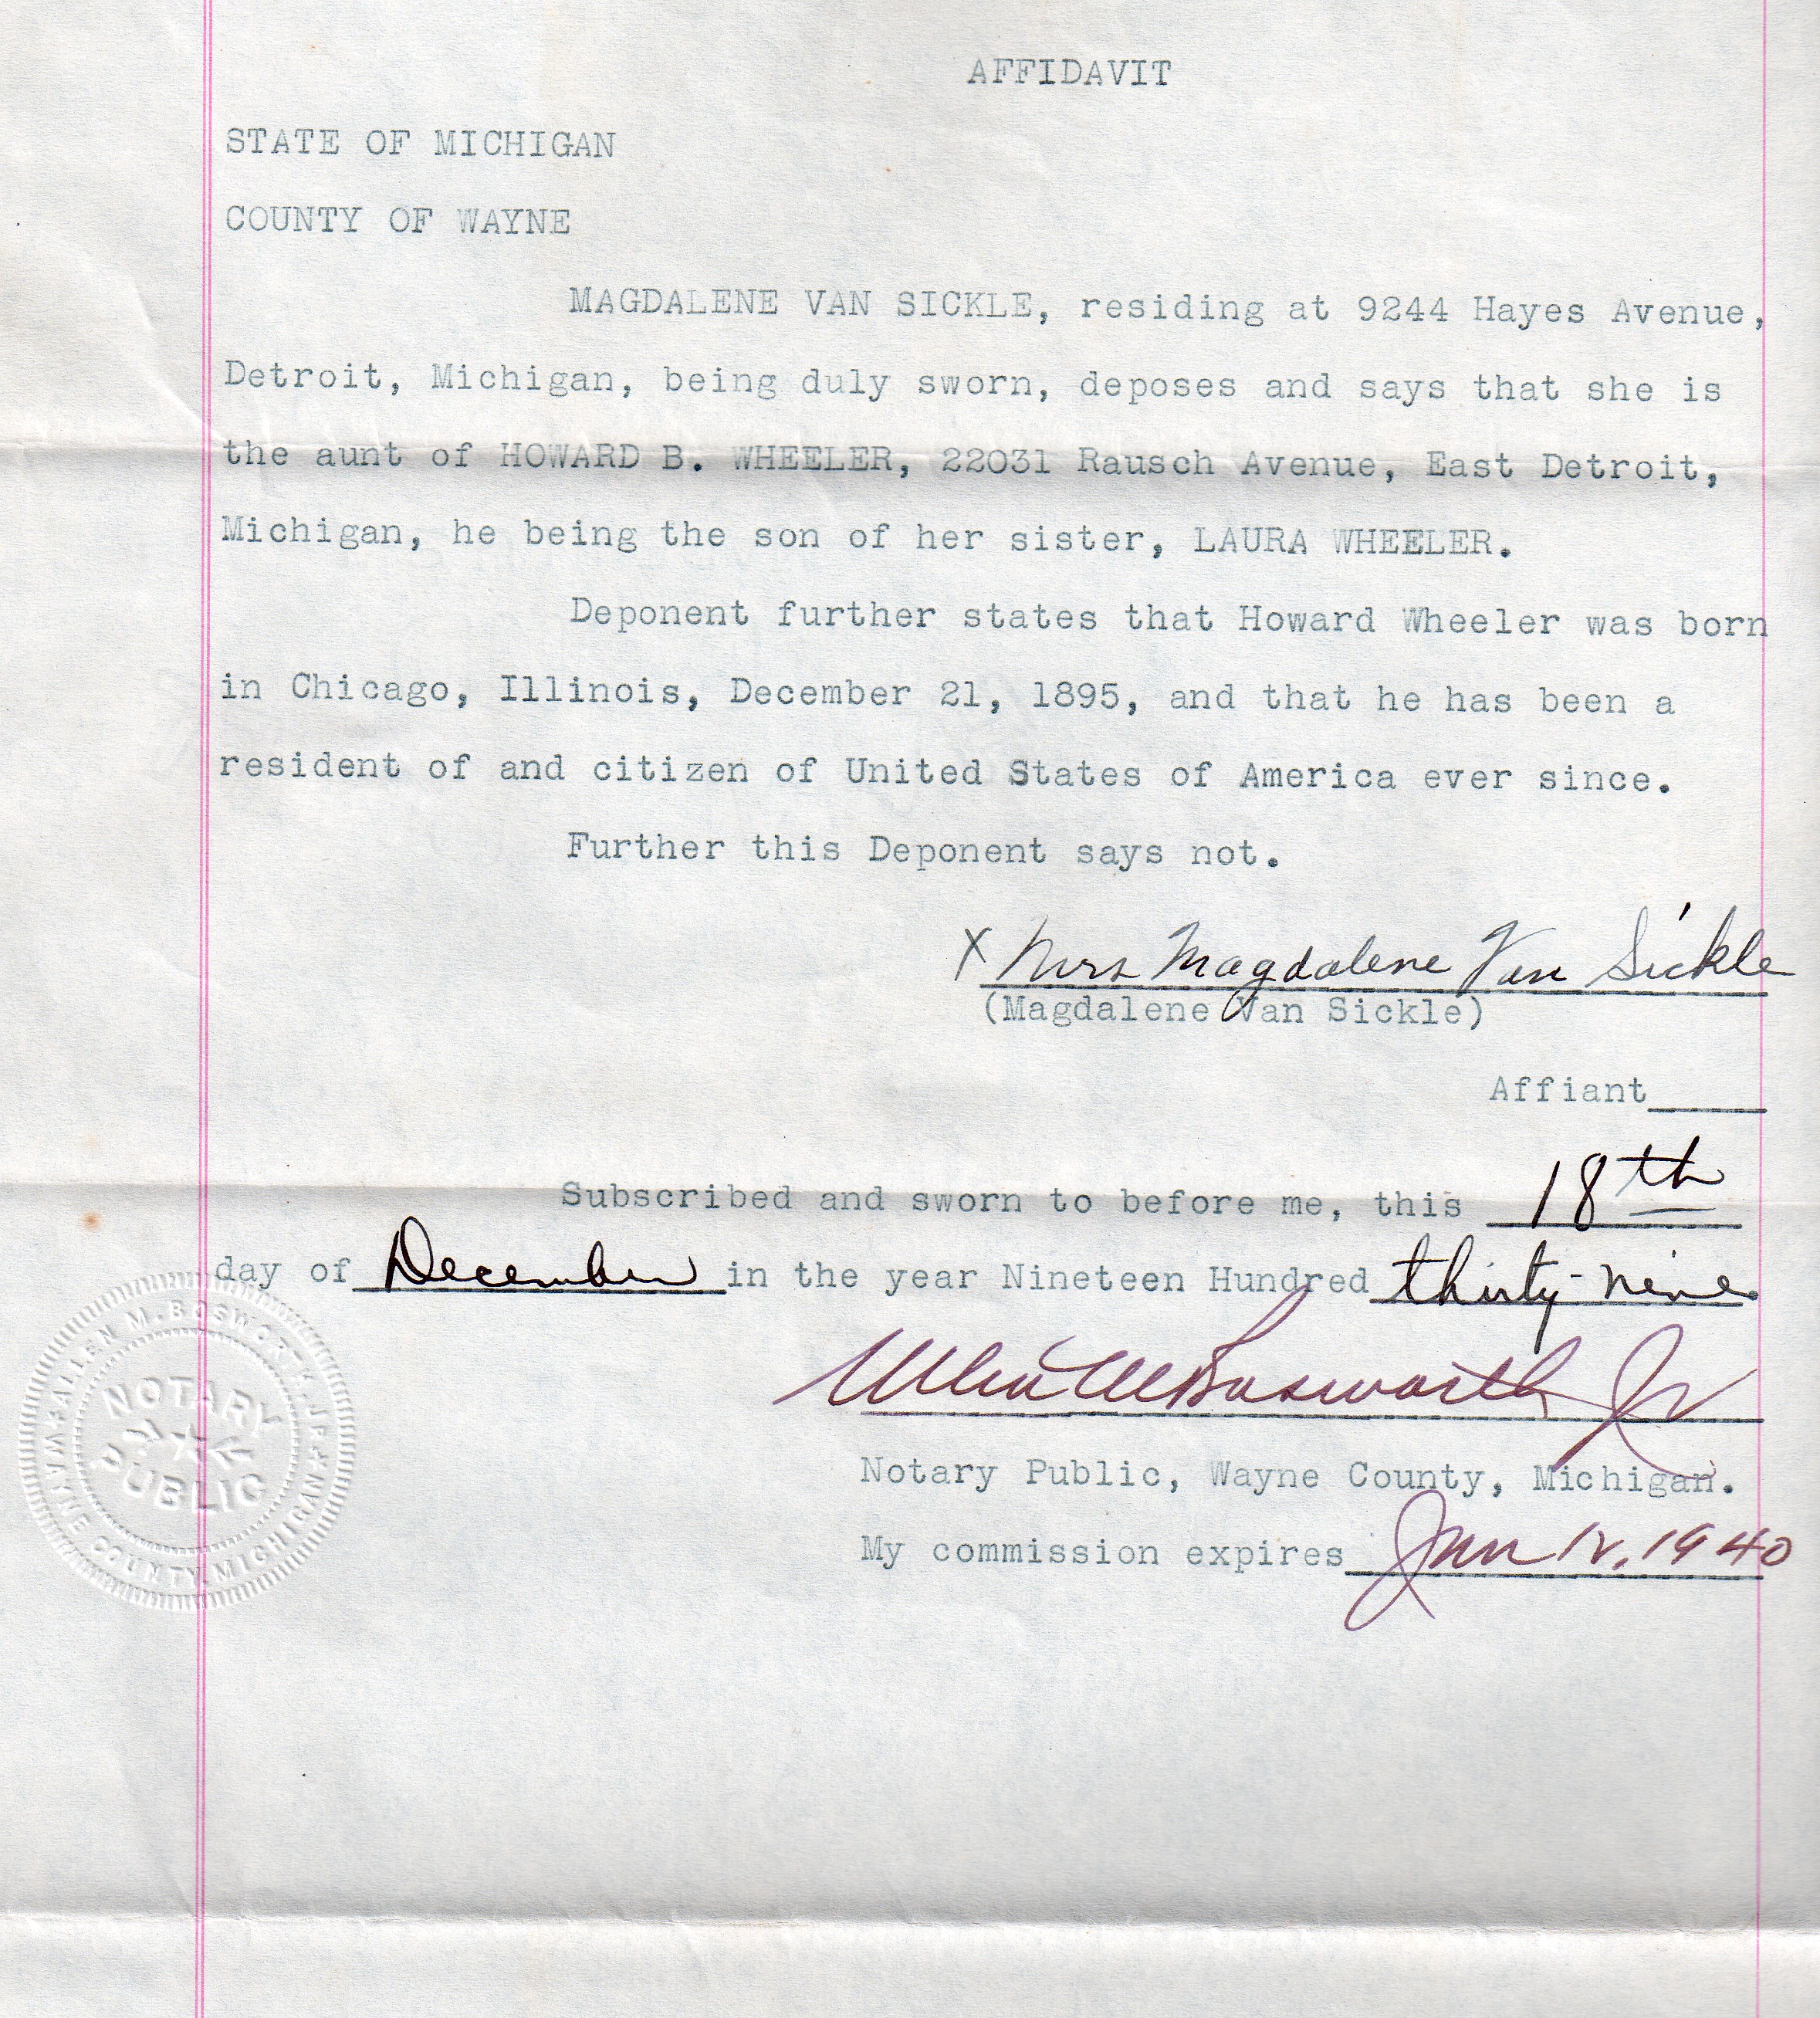 AFFIDAVIT
STATE OF MICHIGAN
COUNTY OF WAYNE
MAGDALENE VAN SICKLE, residing at 9244 Hayes Avenue,
Detroit, Michigan, being duly sworn, deposes and says that she is
the aunt of HOWARD B. WHEELER, 22031 Rausch Avenue, East Detroit,
Michigan, he being the son of her sister, LAURA WHEELER.
Deponent further states that Howard Wheeler was born
in Chicago, Illinois, December 21, 1895, and that he has been a
resident of and citizen of United States of America ever since.
Further this Deponent says not.
X Mrs Magdalene Van Sickle
(Magdalene Van Sickle)
Affiant
Subscribed and sworn to before me, this 18th
day of December in the year Nineteen Hundred thirty-nine.
Allen M Bosworth Jr
Notary Public, Wayne County, Michigan.
My commission expires Jan 12, 1940
ALLEN M. BOSWORTH, JR.
NOTARY
PUBLIC
WAYNE COUNTY, MICHIGAN